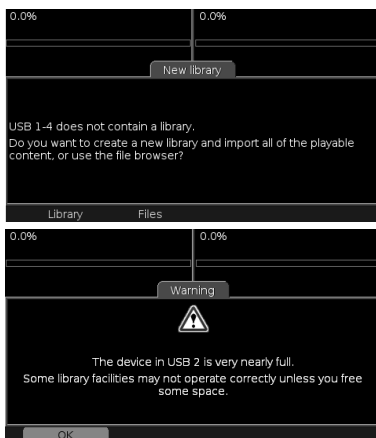 0.0%
0.0%
New library
USB 1-4 does not contain a library.
Do you want to create a new library and import all of the playable
content, or use the file browser?
Library
Files
0.0%
0.0%
Warning
The device in USB 2 is very nearly full.
Some library facilities may not operate correctly unless you free
some space.
OK